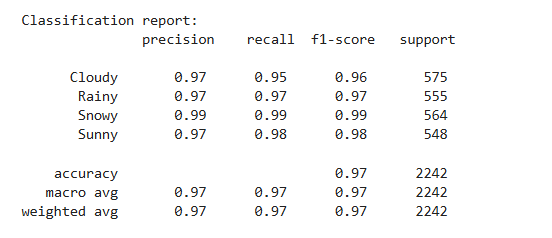 Classification report:
precision recall f1-score support
Cloudy 0.97 0.95 0.96 575
Rainy 0.97 0.97 0.97 555
Snowy 0.99 0.99 0.99 564
Sunny 0.97 0.98 0.98 548
accuracy 0.97 2242
macro avg 0.97 0.97 0.97 2242
weighted avg 0.97 0.97 0.97 2242